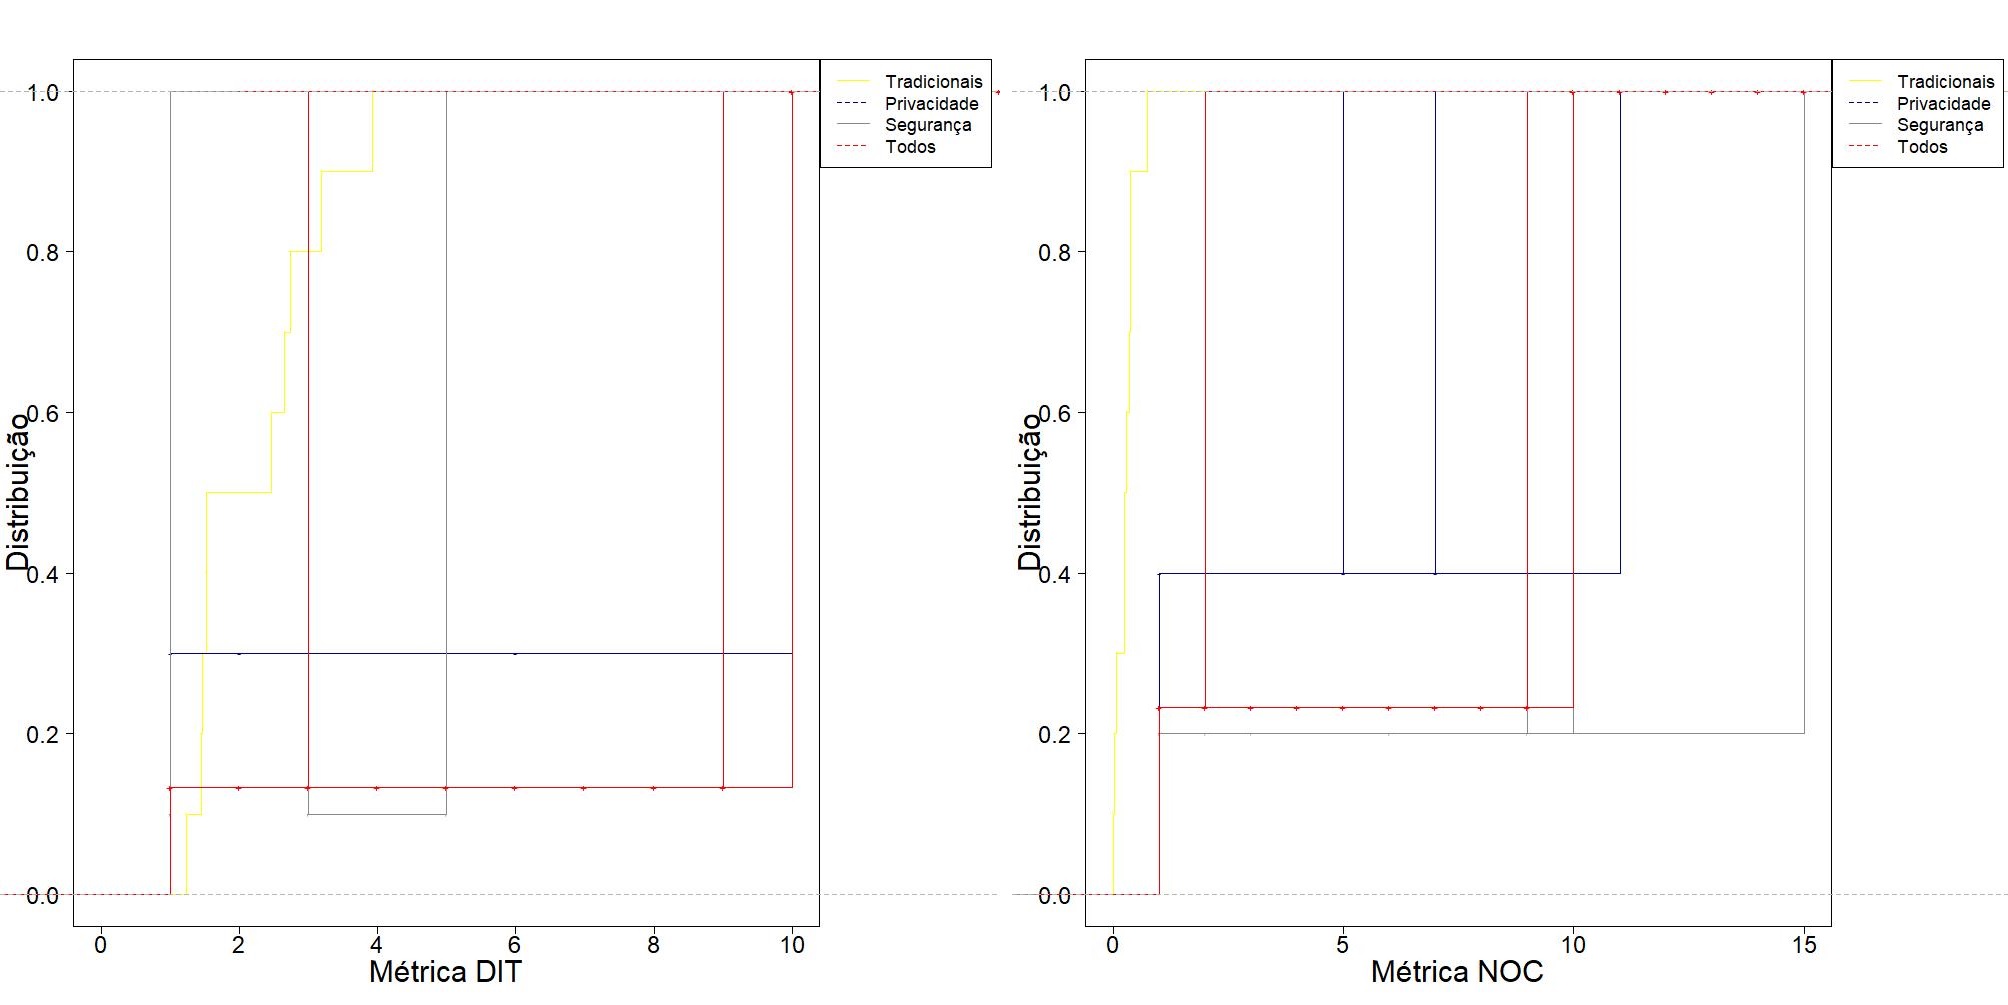 Tradicionais
Privacidade
Segurança
Todos
1.0
0.8
0.6
0.4
0.2
0.0
Distribuição
0 2 4 6 8 10
Métrica DIT
Tradicionais
Privacidade
Segurança
Todos
1.0
0.8
0.6
0.4
0.2
0.0
Distribuição
0 5 10 15
Métrica NOC